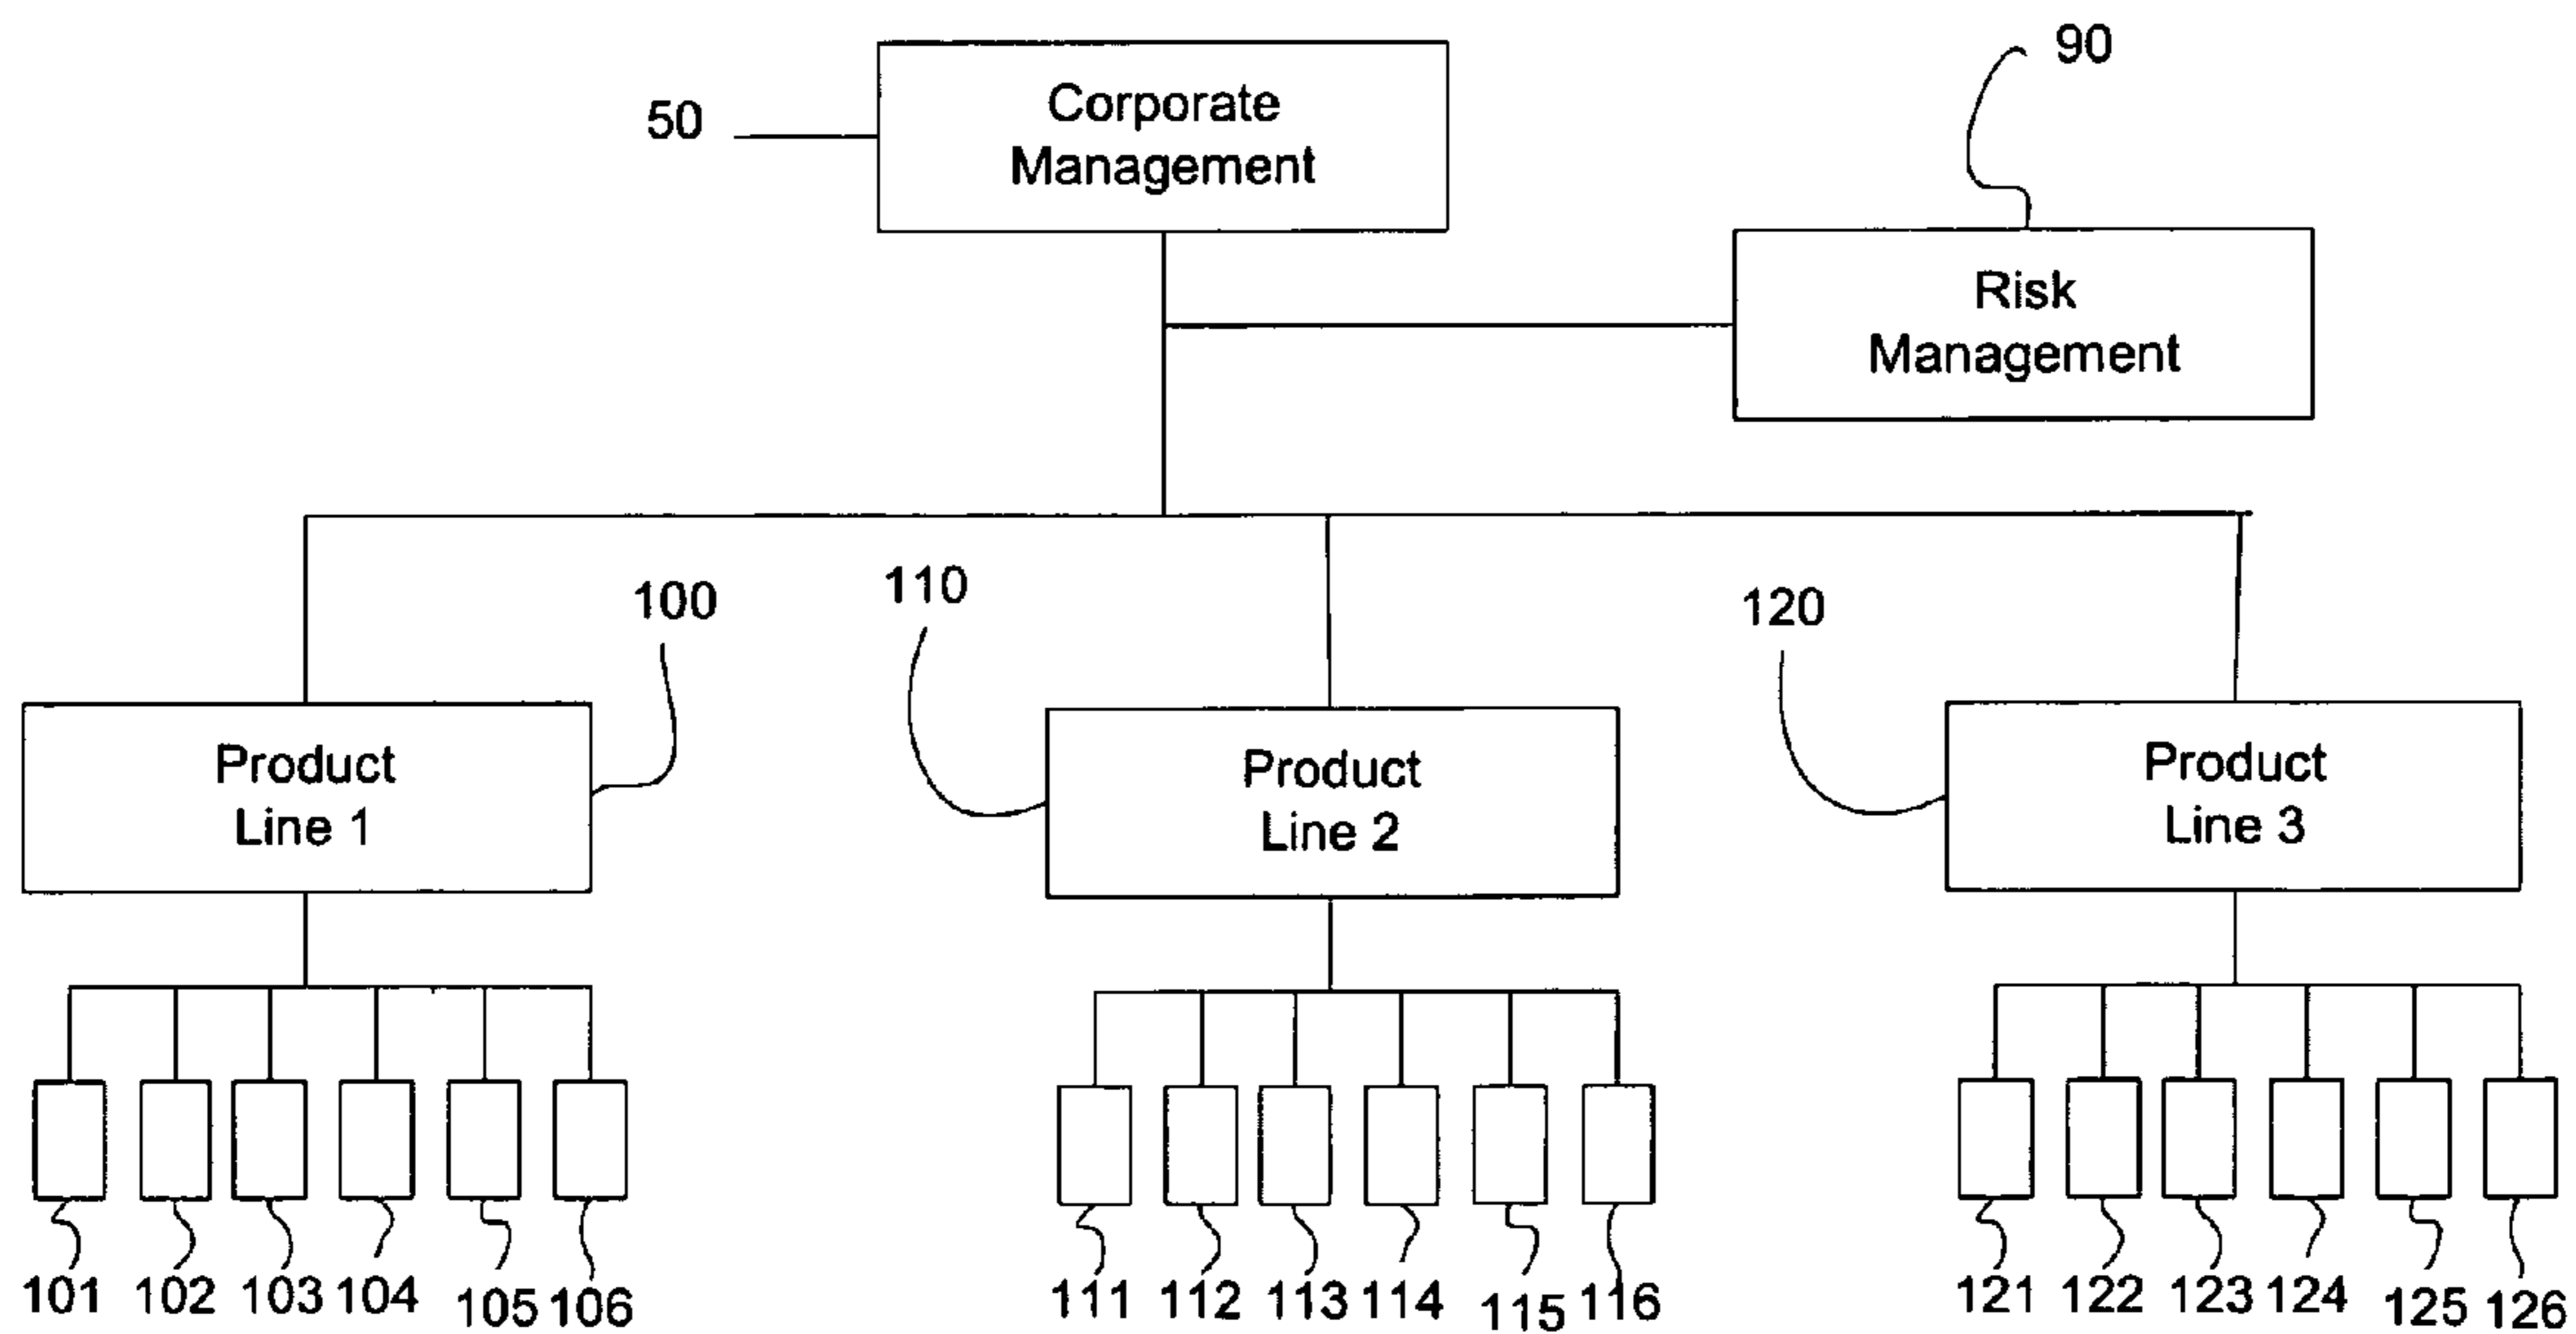 50
Corporate
Management
90
Risk
Management
100
110
120
Product
Line 1
Product
Line 2
Product
Line 3
101 102 103 104 105 106
111 112 113 114 115 116
121 122 123 124 125 126